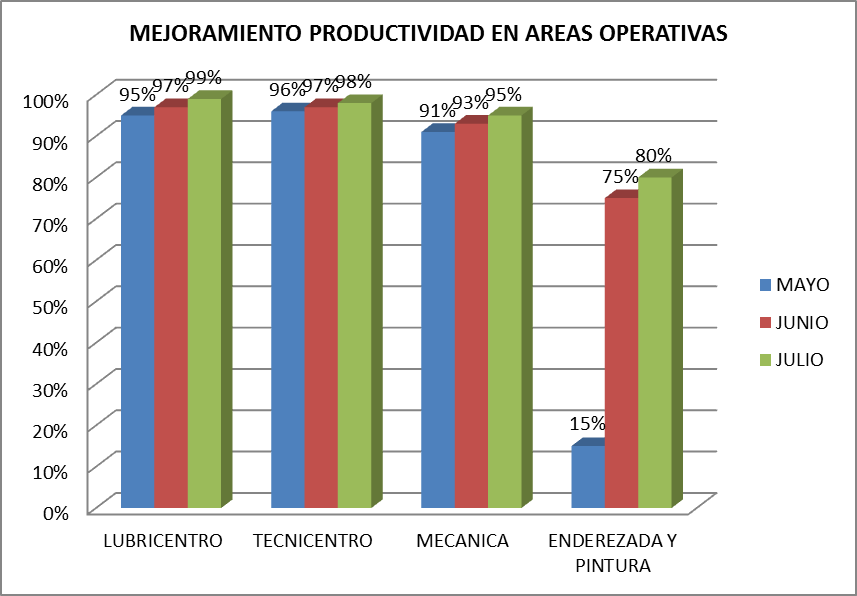 MEJORAMIENTO PRODUCTIVIDAD EN AREAS OPERATIVAS
95%
97%
99%
96%
97%
98%
91%
93%
95%
15%
75%
80%
100%
90%
80%
70%
60%
50%
40%
30%
20%
10%
0%
LUBRICENTRO
TECNICENTRO
MECANICA
ENDEREZADA Y
PINTURA
MAYO
JUNIO
JULIO